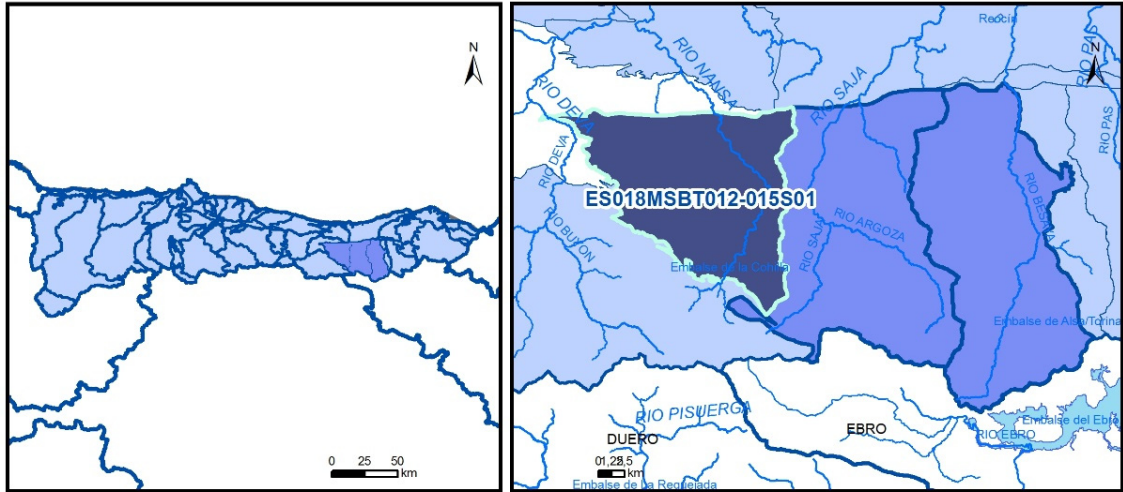 N
0 25 50
km
Reocín
RIO PAS
N
RIO NANSA
RIO SAJA
RIO DEVA
RIO PAS
RIO DEVA
ES018MSBT012-015S01
RIO BESAYA
RIO BULLON
RIO SAJA
RIO ARGOZA
Embalse de la Cohilla
Embalse de Alsa/Torina
RIO PISUERGA
EBRO
Embalse del Ebro
RIO EBRO
DUERO
km
Embalse de La Requejada